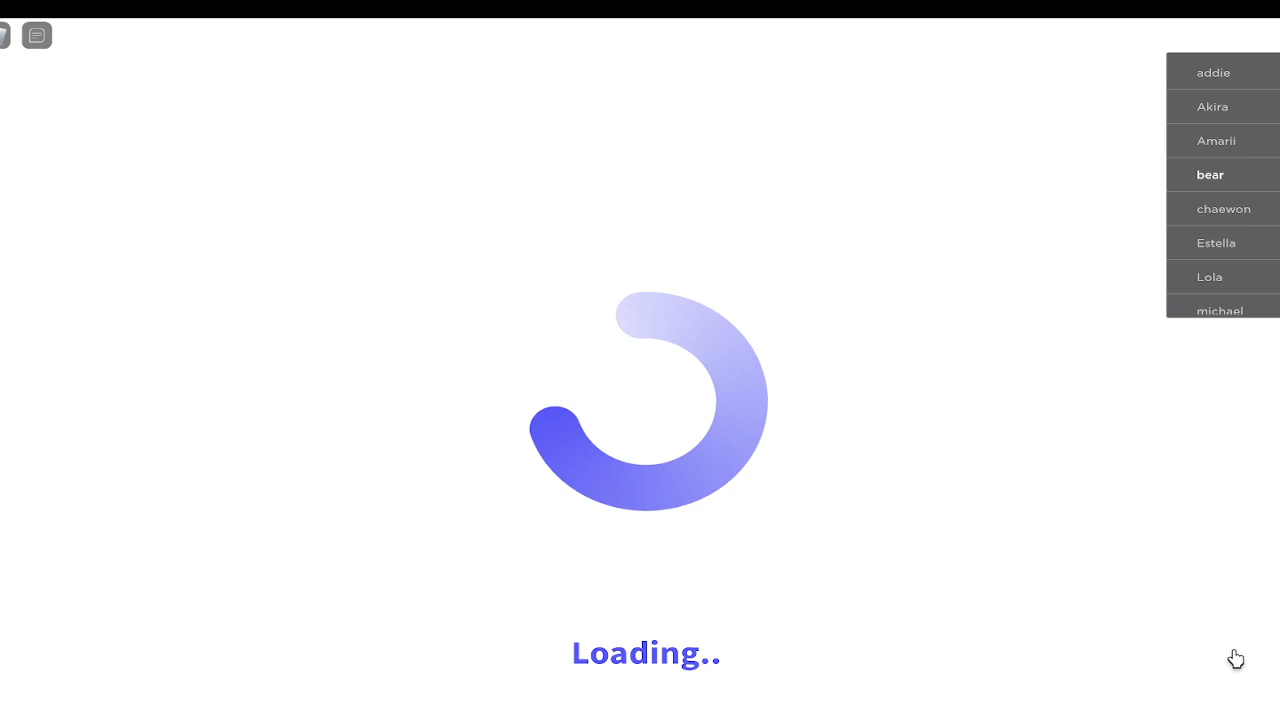 addie
Akira
Amarii
bear
chaewon
Estella
Lola
michael
Loading..